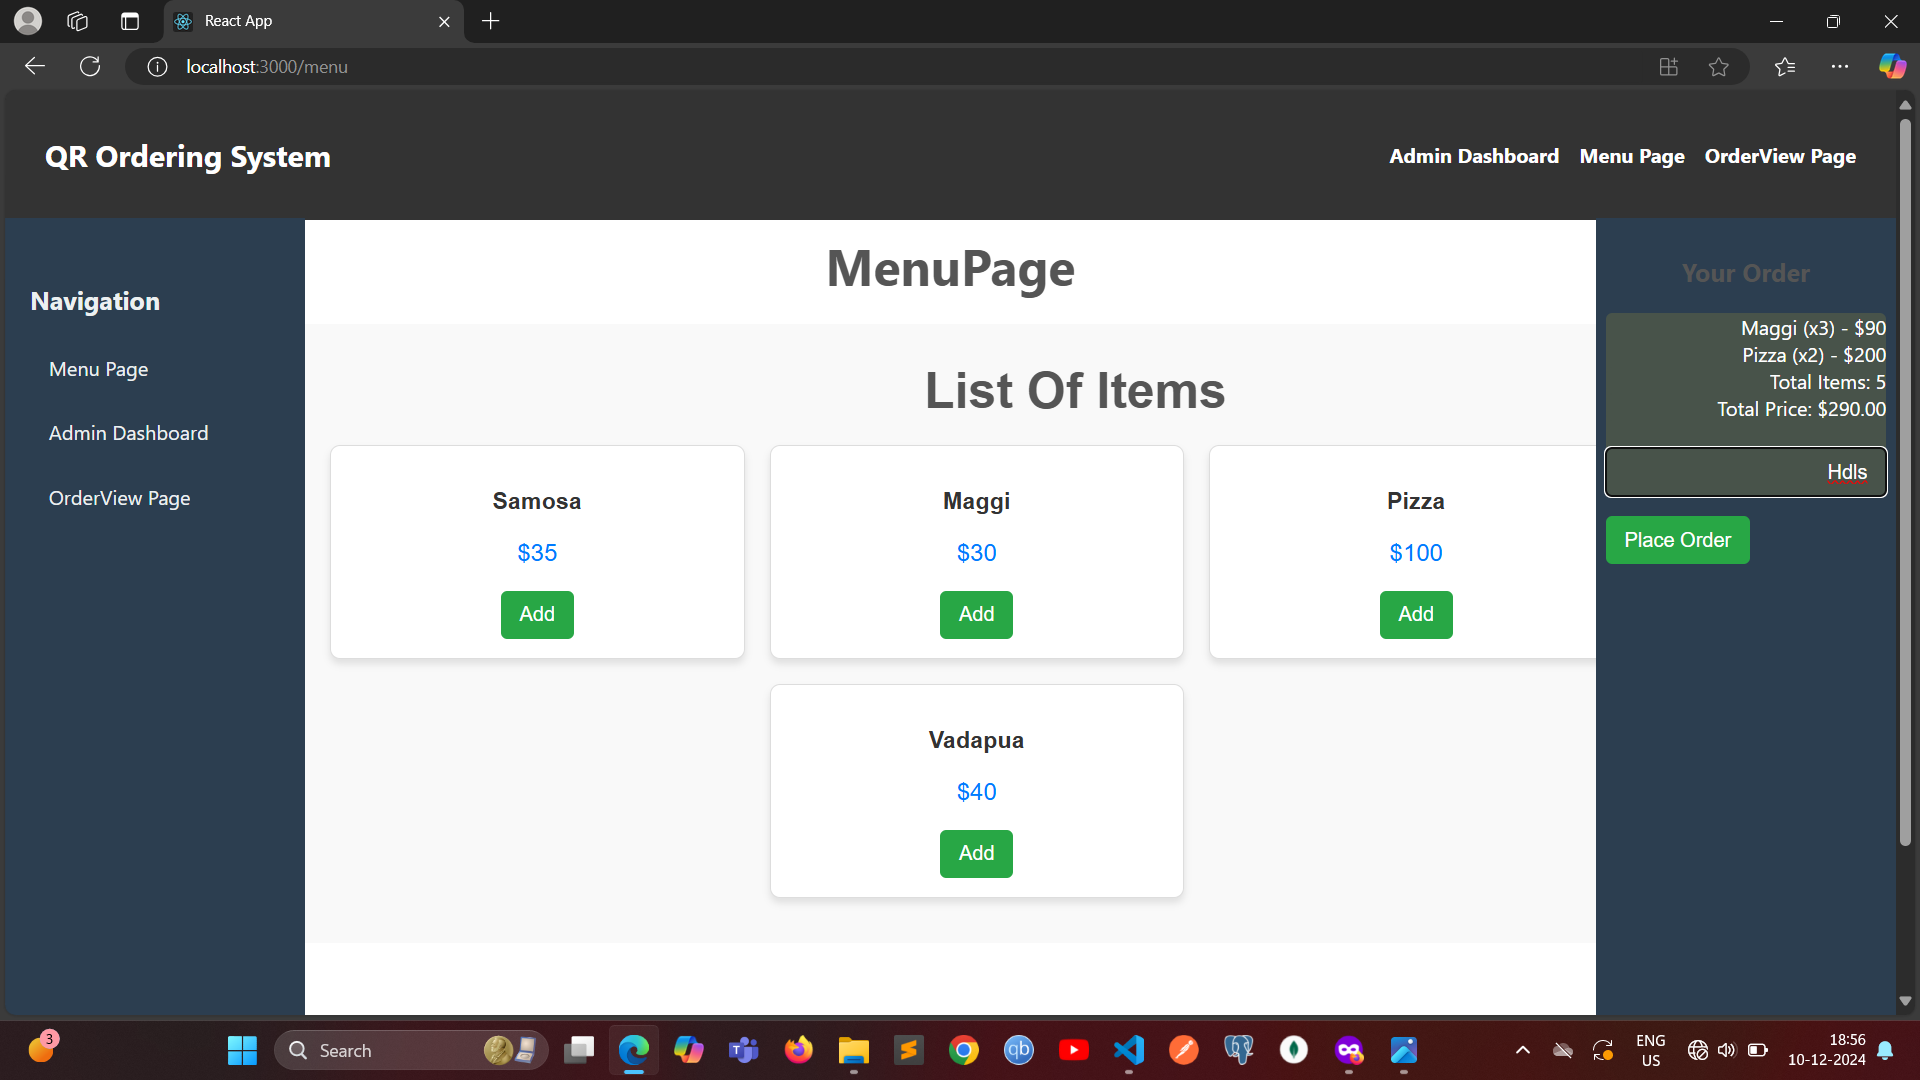 React App
localhost:3000/menu
QR Ordering System
Admin Dashboard Menu Page OrderView Page
Navigation
Menu Page
Admin Dashboard
OrderView Page
MenuPage
List Of Items
Samosa
$35
Add
Maggi
$30
Add
Pizza
$100
Add
Vadapua
$40
Add
Your Order
Maggi (x3) - $90
Pizza (x2) - $200
Total Items: 5
Total Price: $290.00
Hdls
Place Order
3
Search
T
qb
ENG
US
18:56
10-12-2024